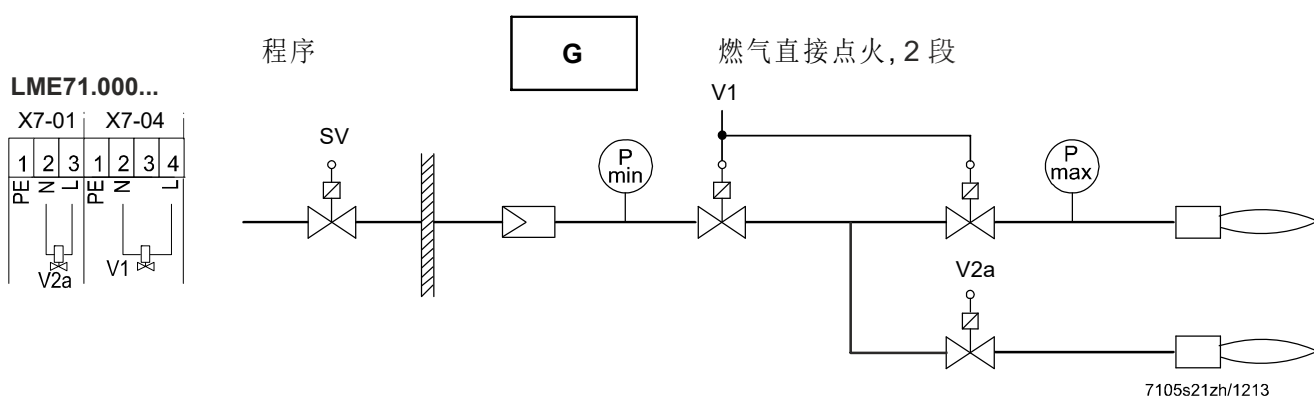 程序
G
燃气直接点火, 2 段
LME71.000...
X7-01 X7-04
1 2 3 1 2 3 4
PE N L PE N L
V2a V1
SV
P min
V1
P max
V2a
7105s21zh/1213